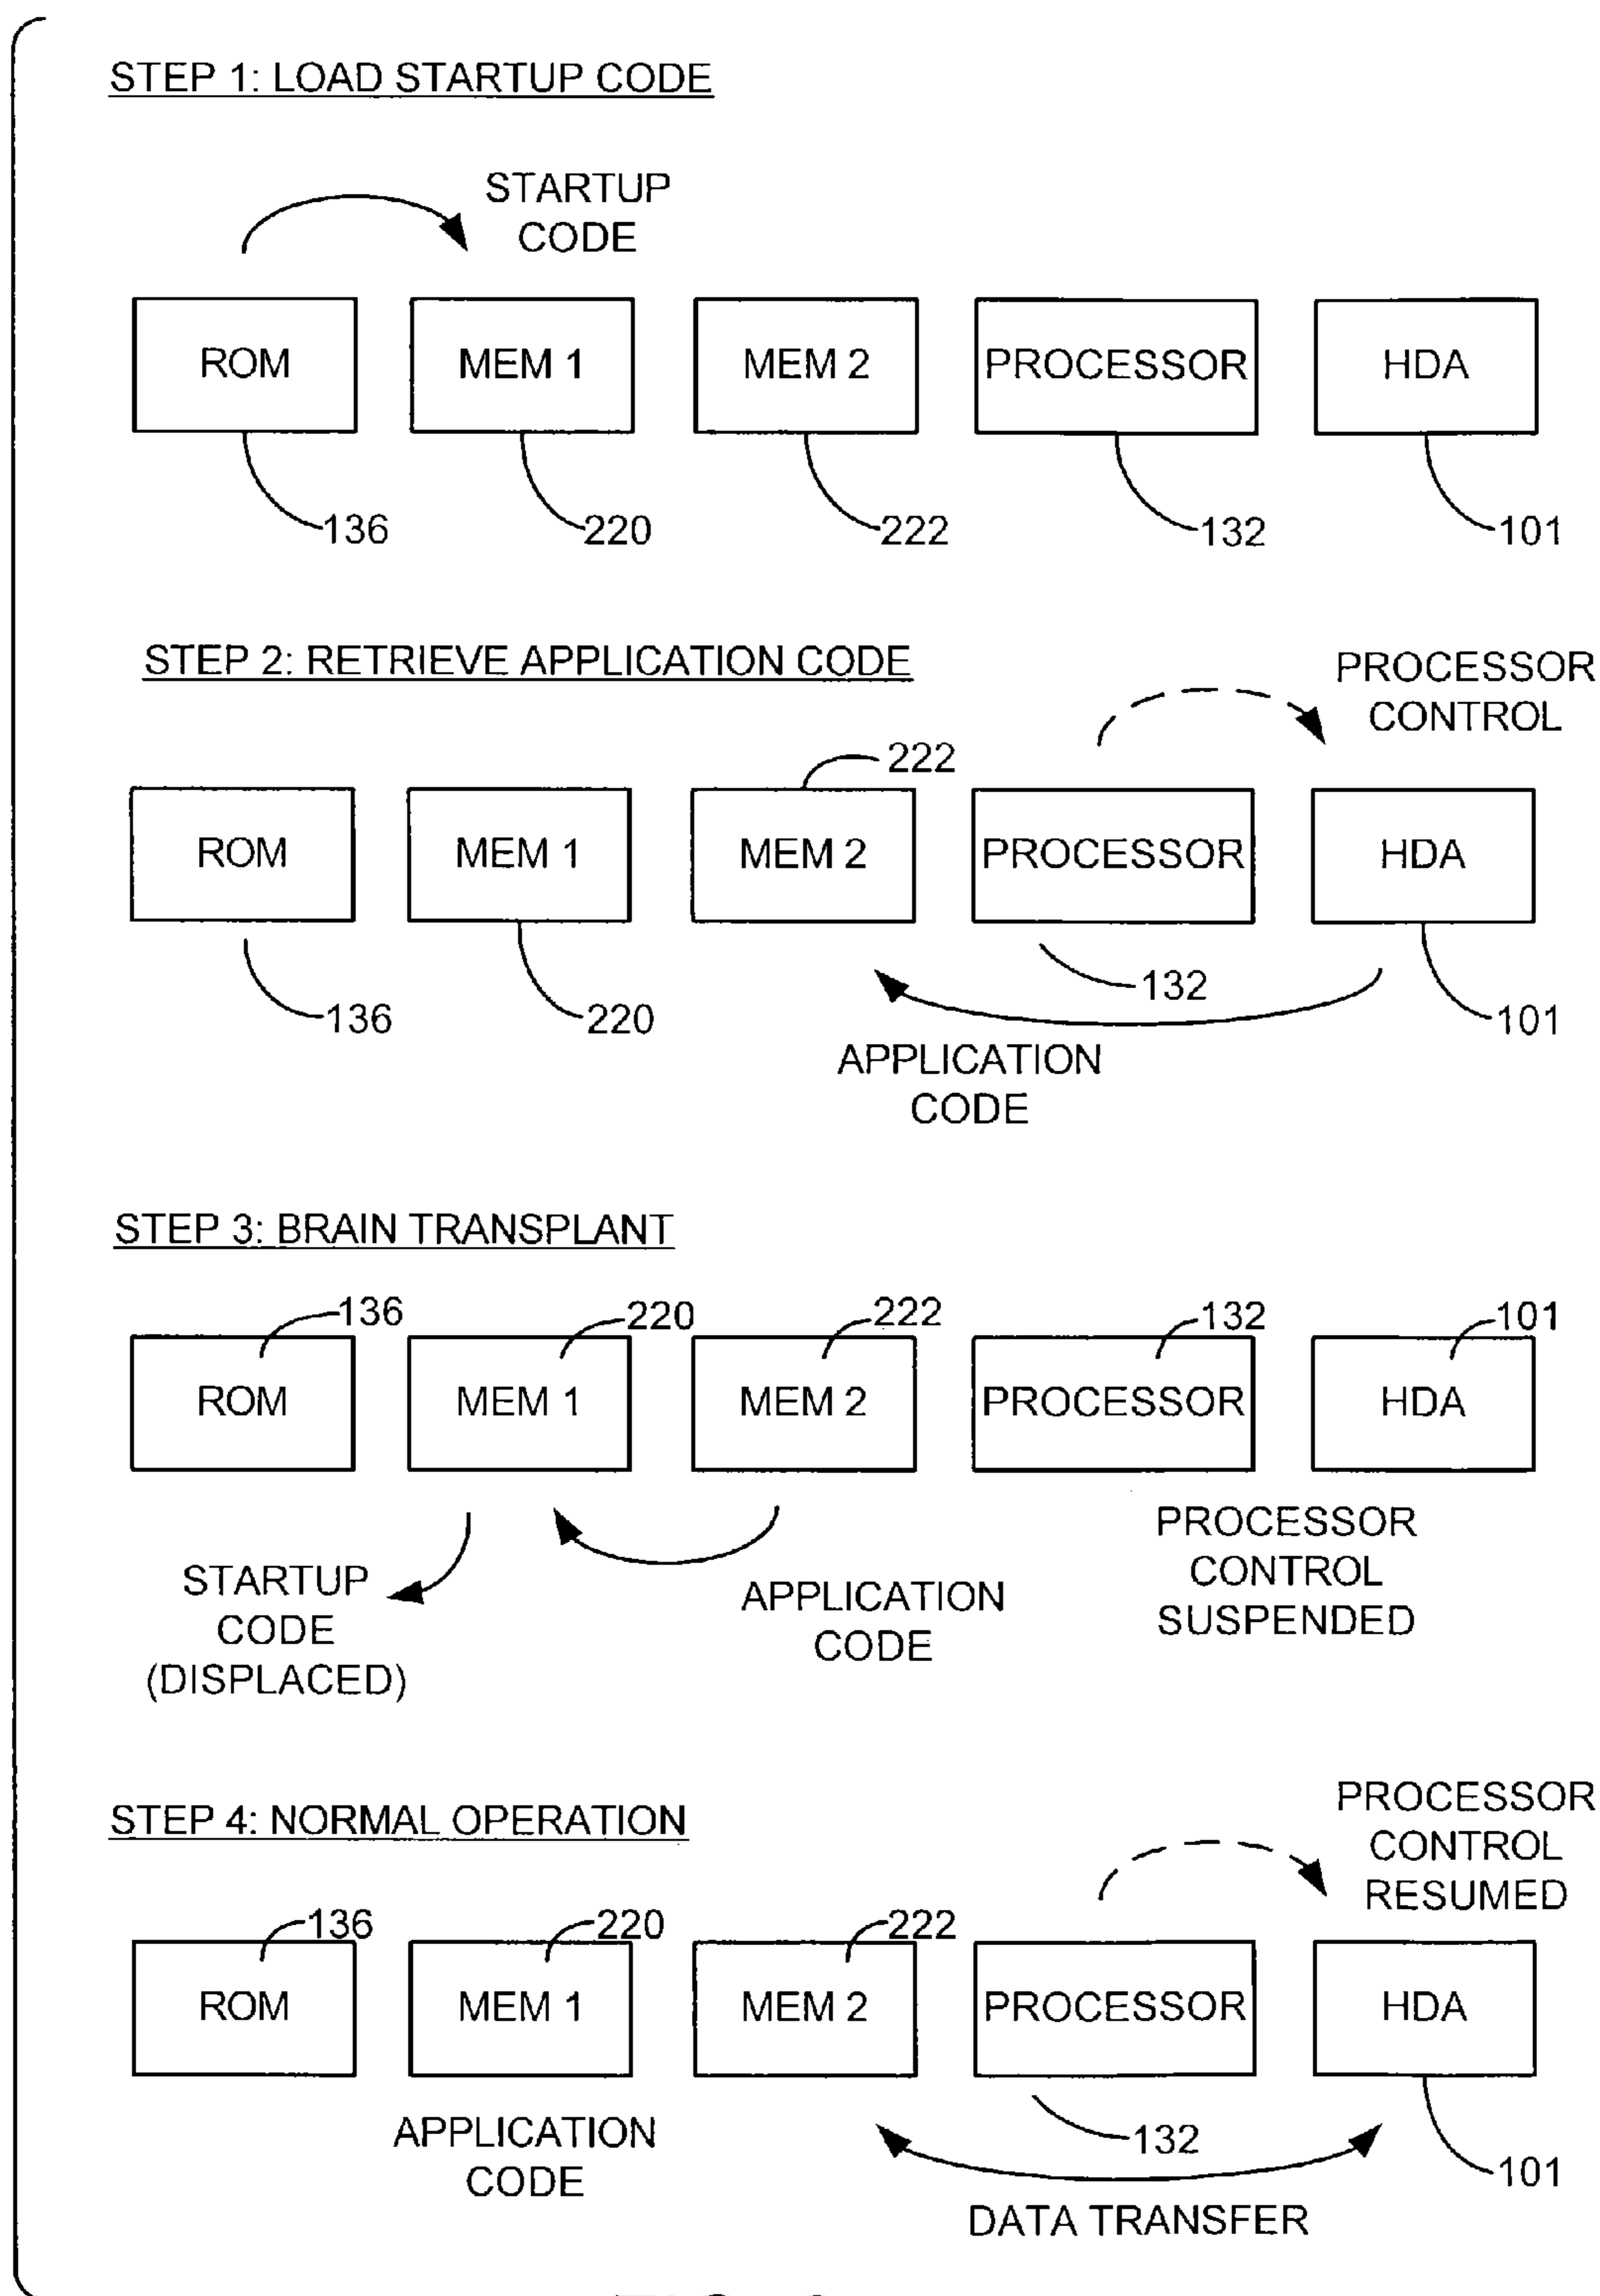 STEP 1: LOAD STARTUP CODE
STARTUP
CODE
ROM
MEM 1
MEM 2
PROCESSOR
HDA
136
220
222
132
101
STEP 2: RETRIEVE APPLICATION CODE
PROCESSOR
CONTROL
222
ROM
MEM 1
MEM 2
PROCESSOR
HDA
132
136
220
101
APPLICATION
CODE
STEP 3: BRAIN TRANSPLANT
136
220
222
132
101
ROM
MEM 1
MEM 2
PROCESSOR
HDA
STARTUP
CODE
(DISPLACED)
APPLICATION
CODE
PROCESSOR
CONTROL
SUSPENDED
STEP 4: NORMAL OPERATION
PROCESSOR
CONTROL
RESUMED
136
220
222
ROM
MEM 1
MEM 2
PROCESSOR
HDA
APPLICATION
CODE
132
101
DATA TRANSFER